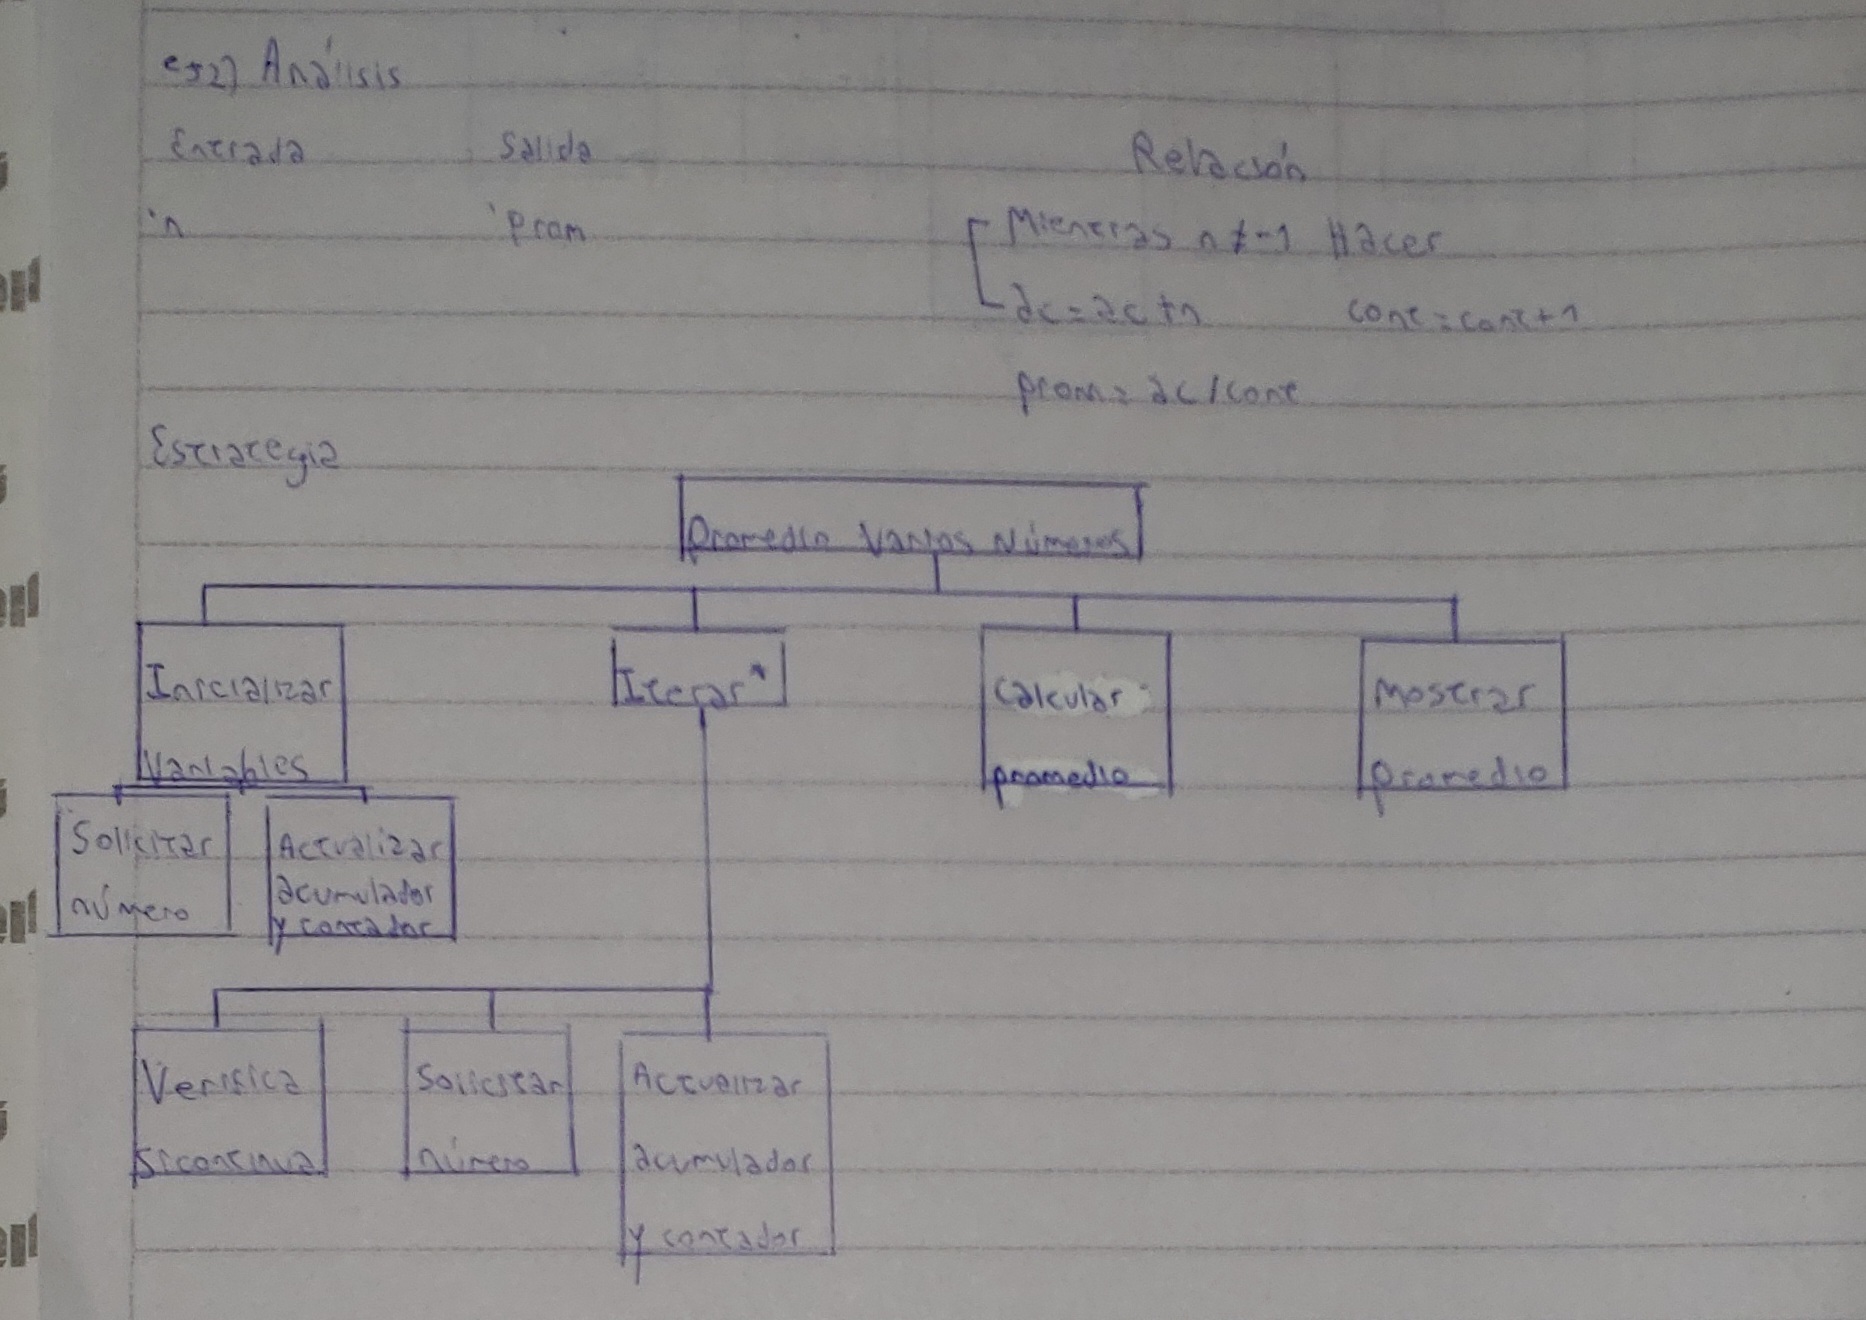 ej2) Análisis
Entrada Salida Relación
'n 'Prom Mientras n≠-1 Hacer
ac=ac+n cont=cont+1
prom=ac/cont
Estrategia
Promedio Varios Números
Inicializar
Variables
Iterar*
Calcular
promedio
Mostrar
promedio
Solicitar
número
Actualizar
acumulador
y contador
Verifica
si continua
Solicitar
número
Actualizar
acumulador
y contador